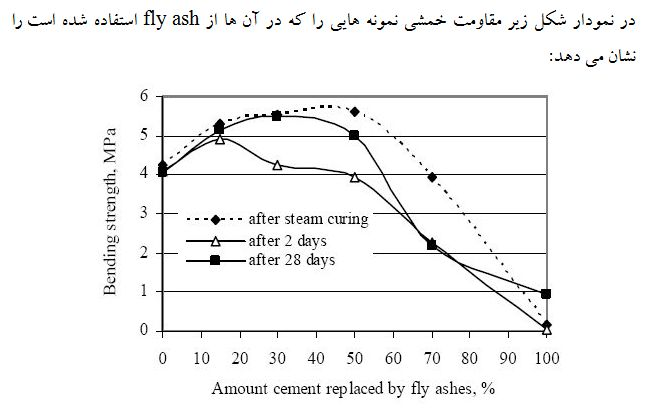 در نمودار شکل زیر مقاومت خمشی نمونه هایی را که در آن ها از fly ash استفاده شده است را
نشان می دهد:
6
5
4
3
2
1
0
Bending strength, MPa
after steam curing
after 2 days
after 28 days
0 10 20 30 40 50 60 70 80 90 100
Amount cement replaced by fly ashes, %